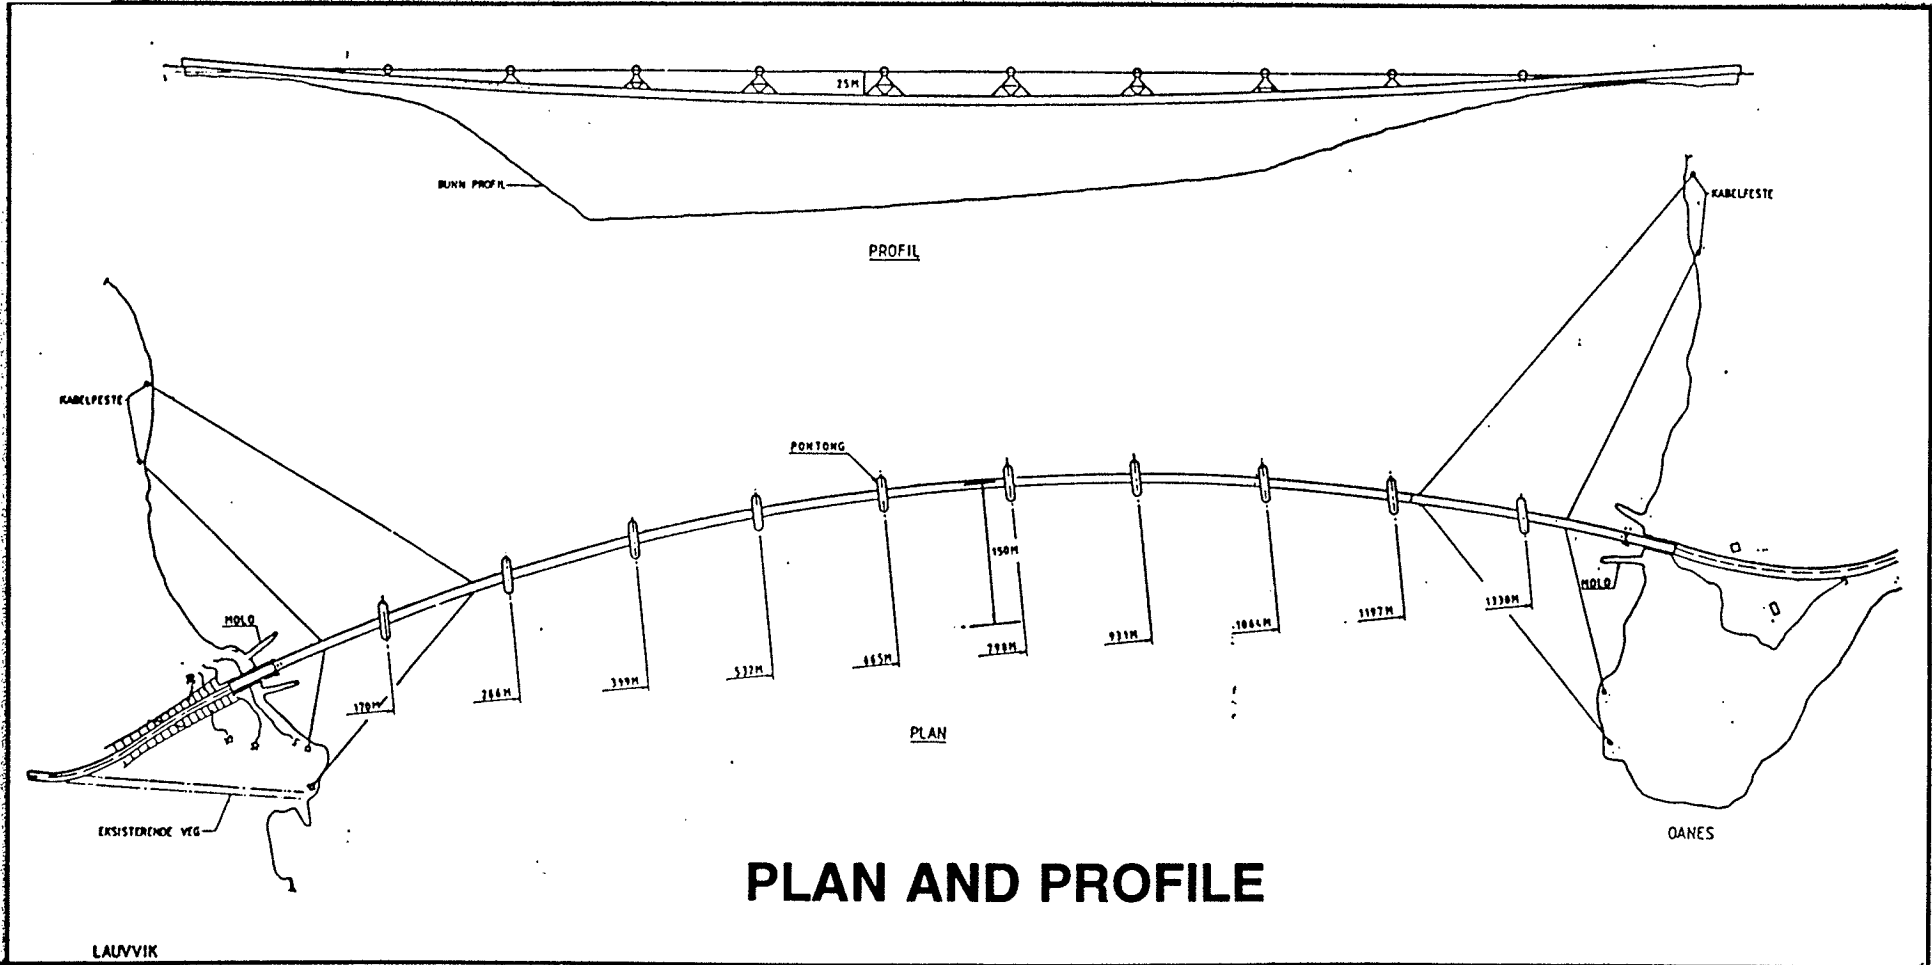 25M
BUNN PROFIL
KABELFESTE
PROFIL
KABELFESTE
PONTONG
150M
MOLO
MOLO
1330M
1197M
1064M
931M
798M
665M
532M
399M
266M
PLAN
EKSISTERENDE VEG
OANES
PLAN AND PROFILE
LAUVVIK